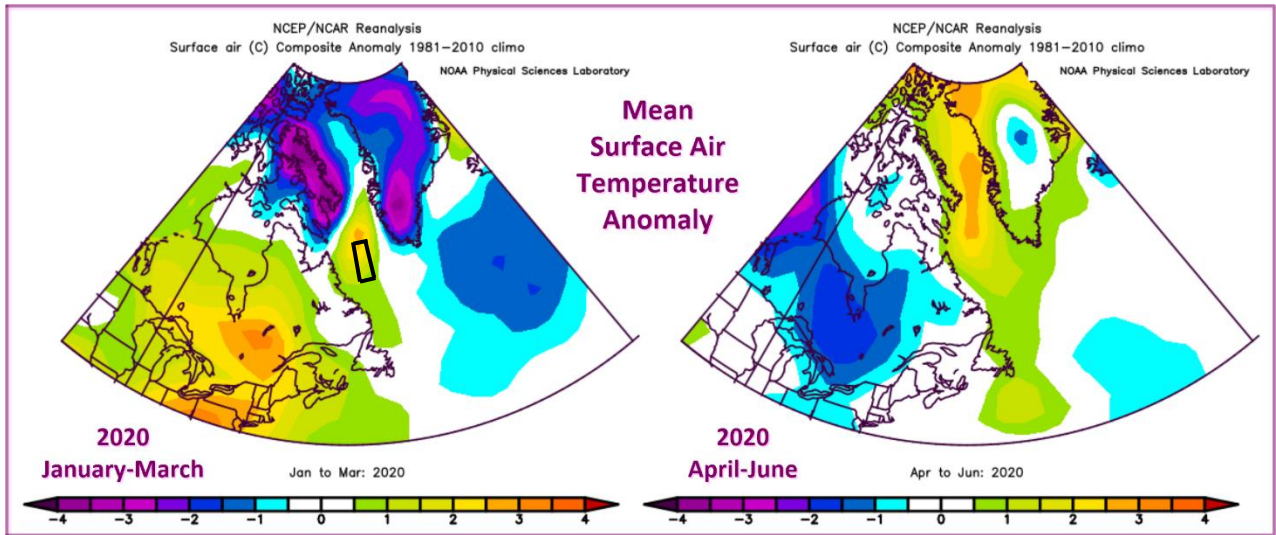 NCEP/NCAR Reanalysis
Surface air (C) Composite Anomaly 1981−2010 climo
NOAA Physical Sciences Laboratory
2020
January-March
Jan to Mar: 2020
−4 −3 −2 −1 0 1 2 3 4
Mean
Surface Air
Temperature
Anomaly
NCEP/NCAR Reanalysis
Surface air (C) Composite Anomaly 1981−2010 climo
NOAA Physical Sciences Laboratory
2020
April-June
Apr to Jun: 2020
−4 −3 −2 −1 0 1 2 3 4